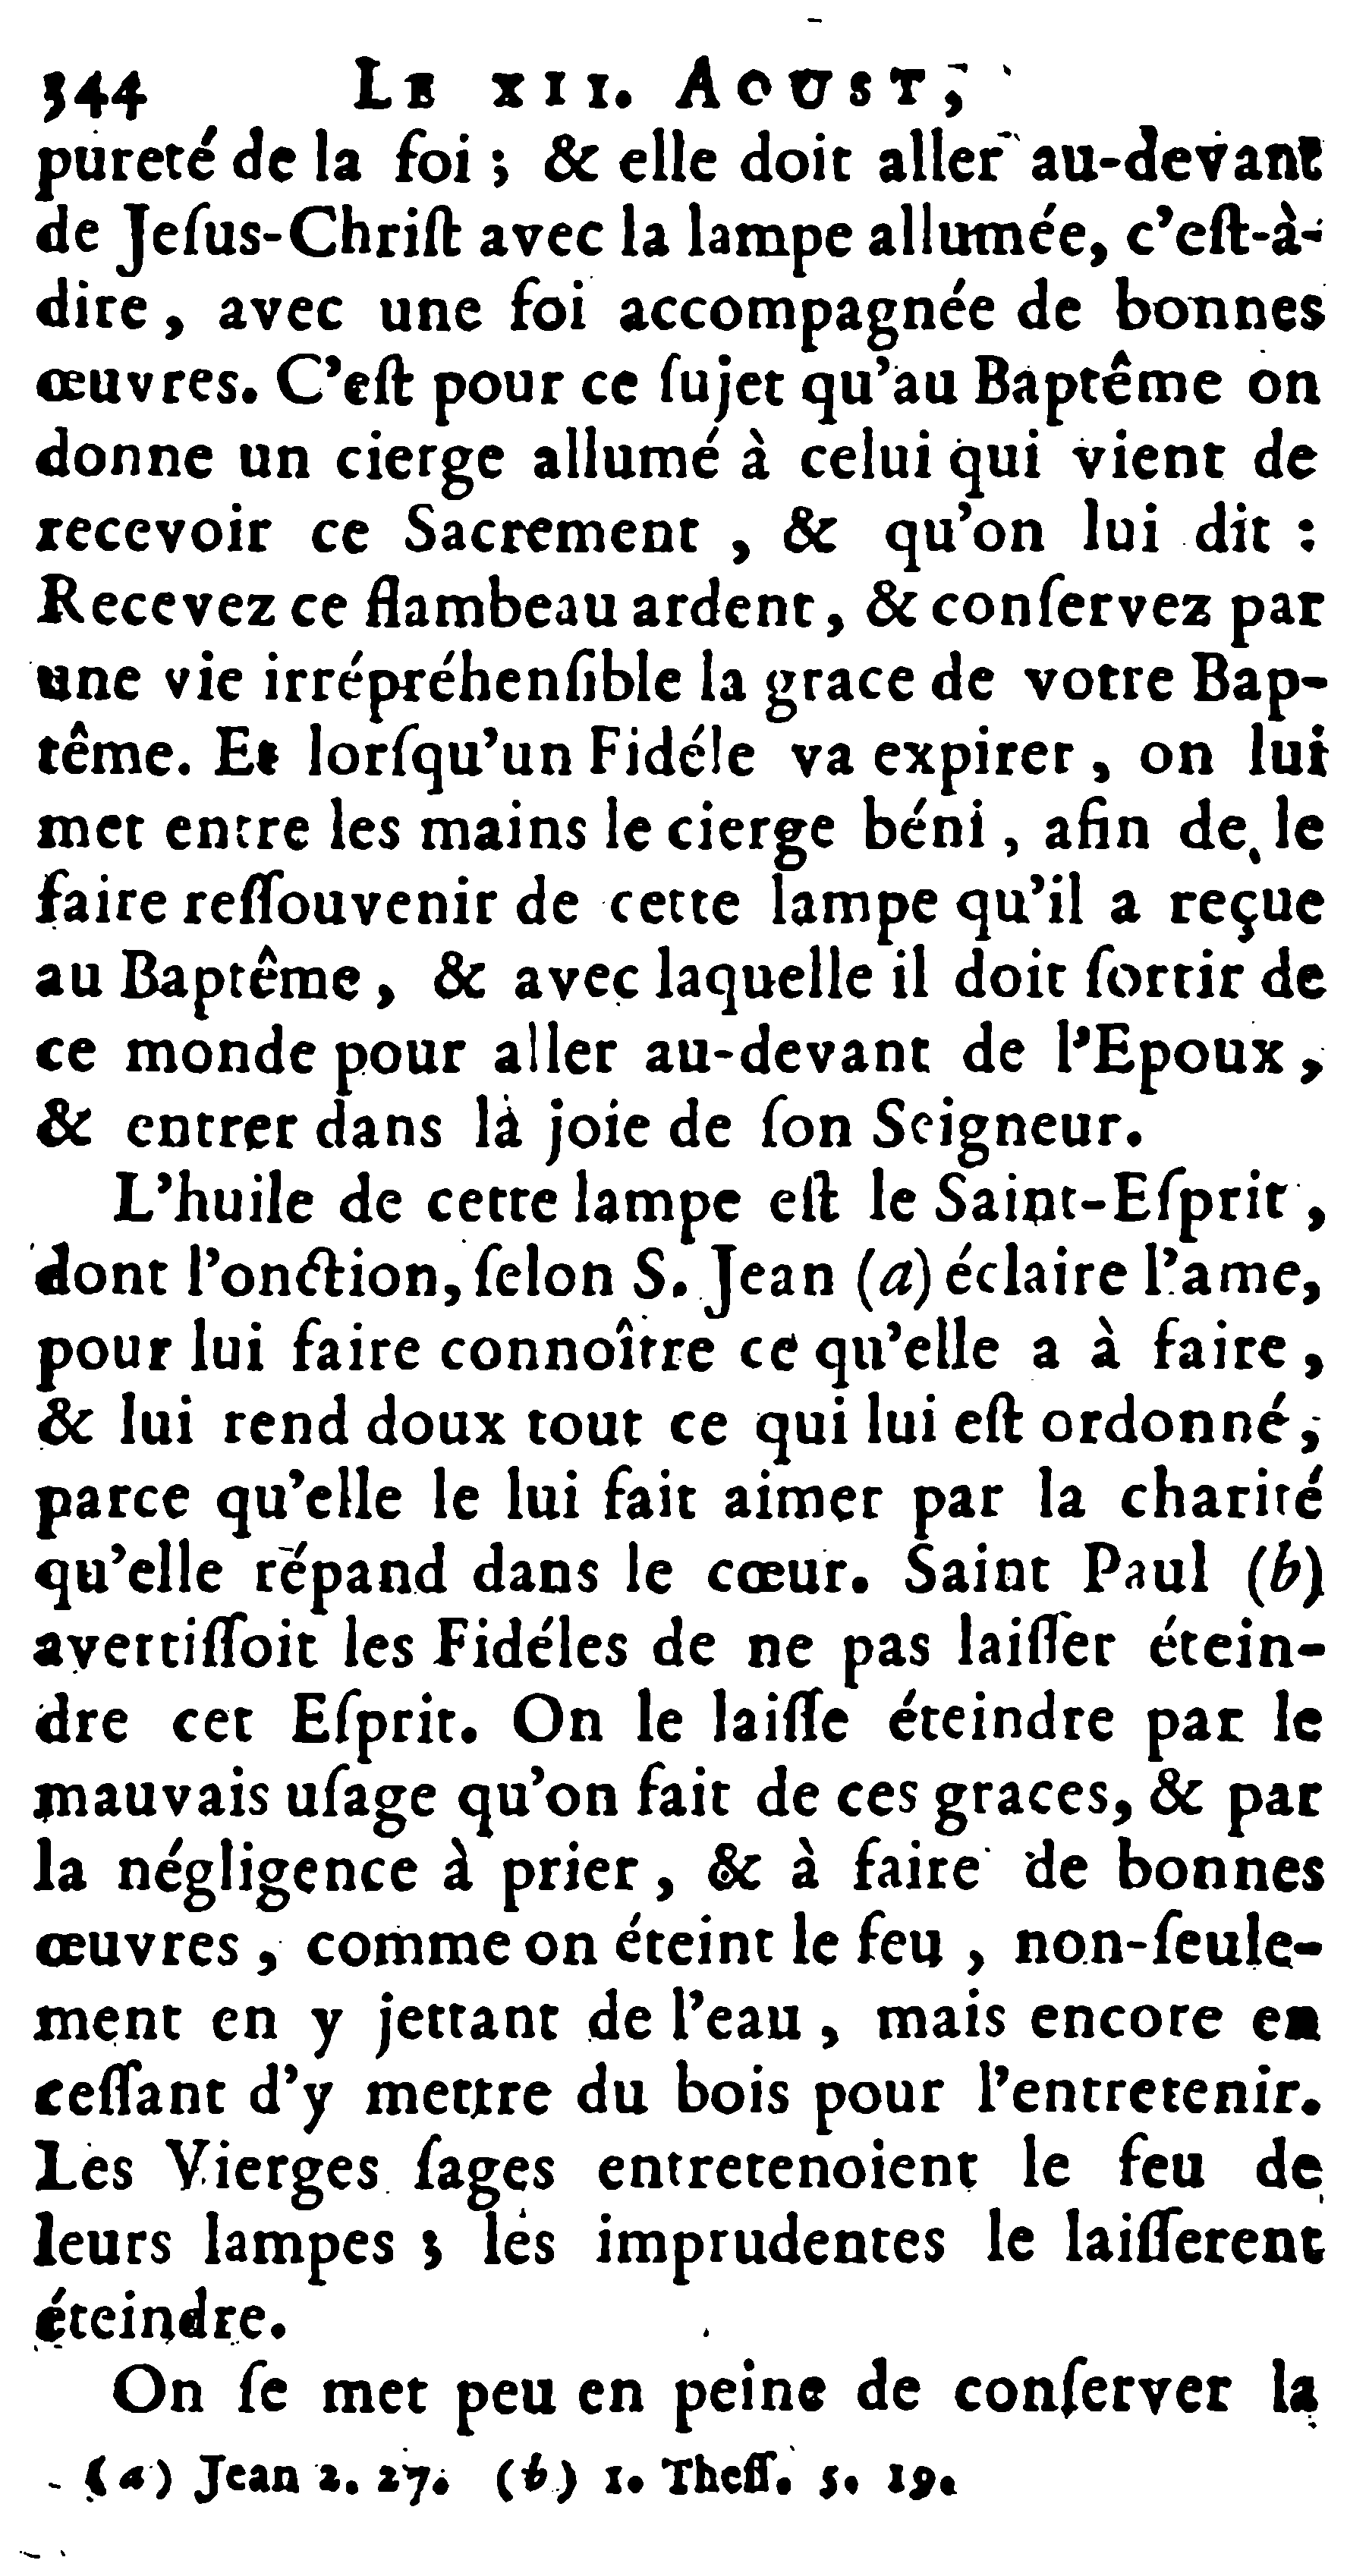 344 LE XII. AOUST,
pureté de la foi ; & elle doit aller au-devant
de Jeſus-Chriſt avec la lampe allumée, c'eſt-à-
dire, avec une foi accompagnée de bonnes
œuvres. C'eſt pour ce ſujet qu'au Baptême on
donne un cierge allumé à celui qui vient de
recevoir ce Sacrement , & qu'on lui dit :
Recevez ce flambeau ardent, & conſervez par
une vie irrépréhenſible la grace de votre Bap-
tême. Et lorſqu'un Fidéle va expirer, on lui
met entre les mains le cierge béni, afin de le
faire reſſouvenir de cette lampe qu'il a reçue
au Baptême, & avec laquelle il doit ſortir de
ce monde pour aller au-devant de l'Epoux,
& entrer dans la joie de ſon Seigneur.
L'huile de cette lampe eſt le Saint-Eſprit,
dont l'onction, ſelon S. Jean (a) éclaire l'ame,
pour lui faire connoître ce qu'elle a à faire,
& lui rend doux tout ce qui lui eſt ordonné,
parce qu'elle le lui fait aimer par la charité
qu'elle répand dans le cœur. Saint Paul (b)
avertiſſoit les Fidéles de ne pas laiſſer étein-
dre cet Eſprit. On le laiſſe éteindre par le
mauvais uſage qu'on fait de ces graces, & par
la négligence à prier, & à faire de bonnes
œuvres, comme on éteint le feu, non-ſeule-
ment en y jettant de l'eau, mais encore en
ceſſant d'y mettre du bois pour l'entretenir.
Les Vierges ſages entretenoient le feu de
leurs lampes ; les imprudentes le laiſſerent
éteindre.
On ſe met peu en peine de conſerver la
(a) Jean 2. 27. (b) 1. Theſſ. 5. 19.